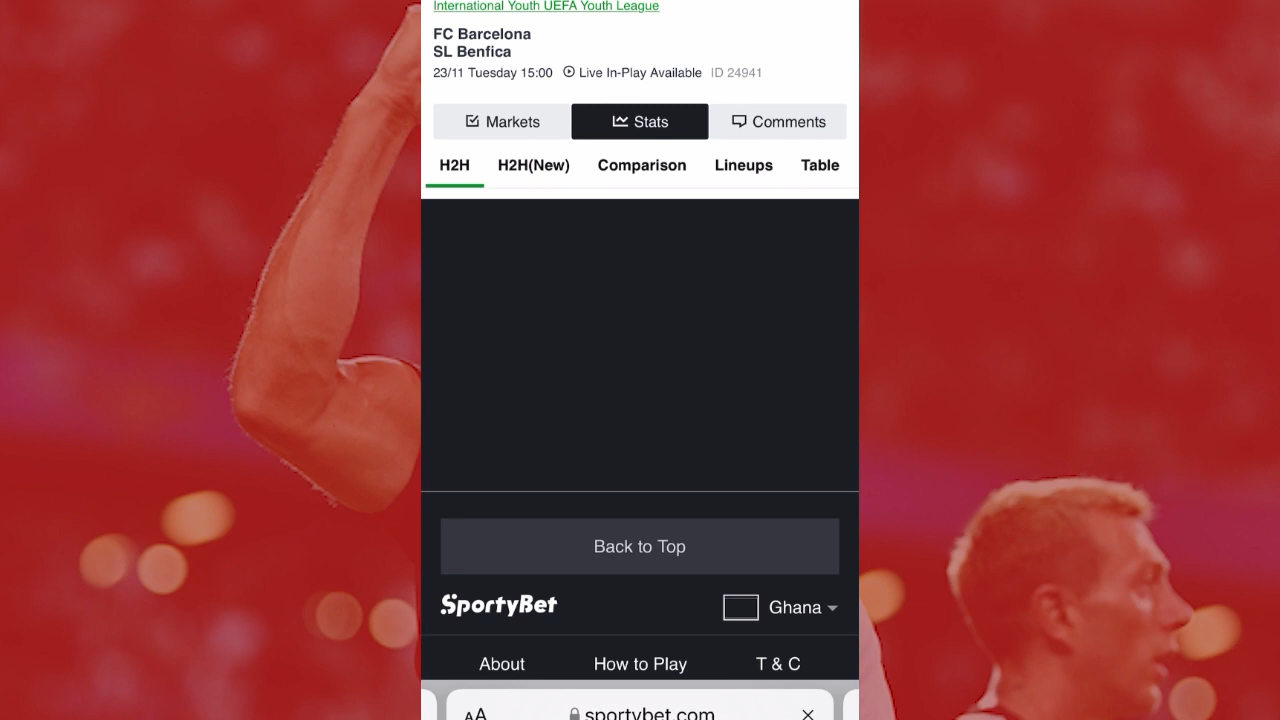 International Youth UEFA Youth League
FC Barcelona
SL Benfica
23/11 Tuesday 15:00 Live In-Play Available ID 24941
Markets Stats Comments
H2H H2H(New) Comparison Lineups Table
Back to Top
SportyBet Ghana
About How to Play T & C
AA sportybet.com